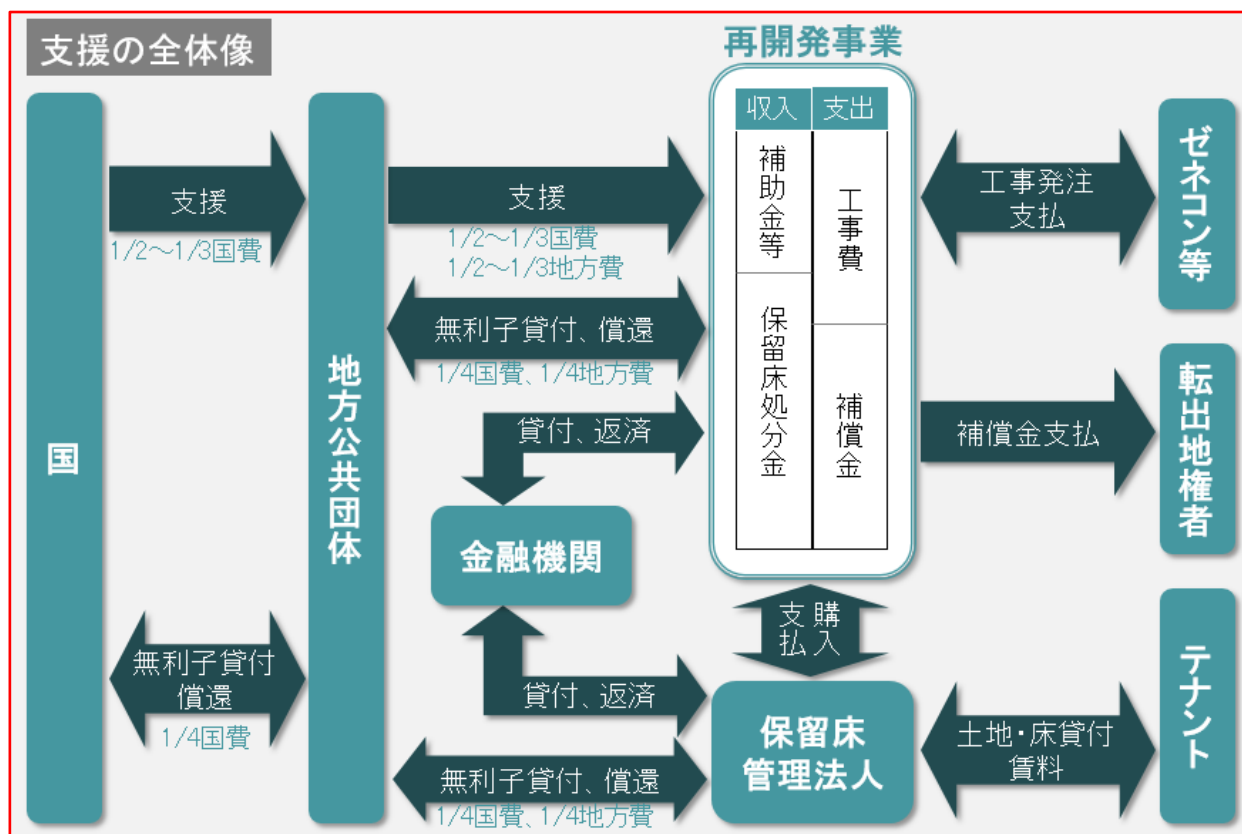 支援の全体像
再開発事業
収入
支出
補助金等
保留床処分金
工事費
補償金
国
支援
1/2～1/3国費
無利子貸付
償還
1/4国費
地方公共団体
支援
1/2～1/3国費
1/2～1/3地方費
無利子貸付、償還
1/4国費、1/4地方費
貸付、返済
金融機関
貸付、返済
無利子貸付、償還
1/4国費、1/4地方費
購入
支払
保留床
管理法人
工事発注
支払
ゼネコン等
補償金支払
転出地権者
土地・床貸付
賃料
テナント